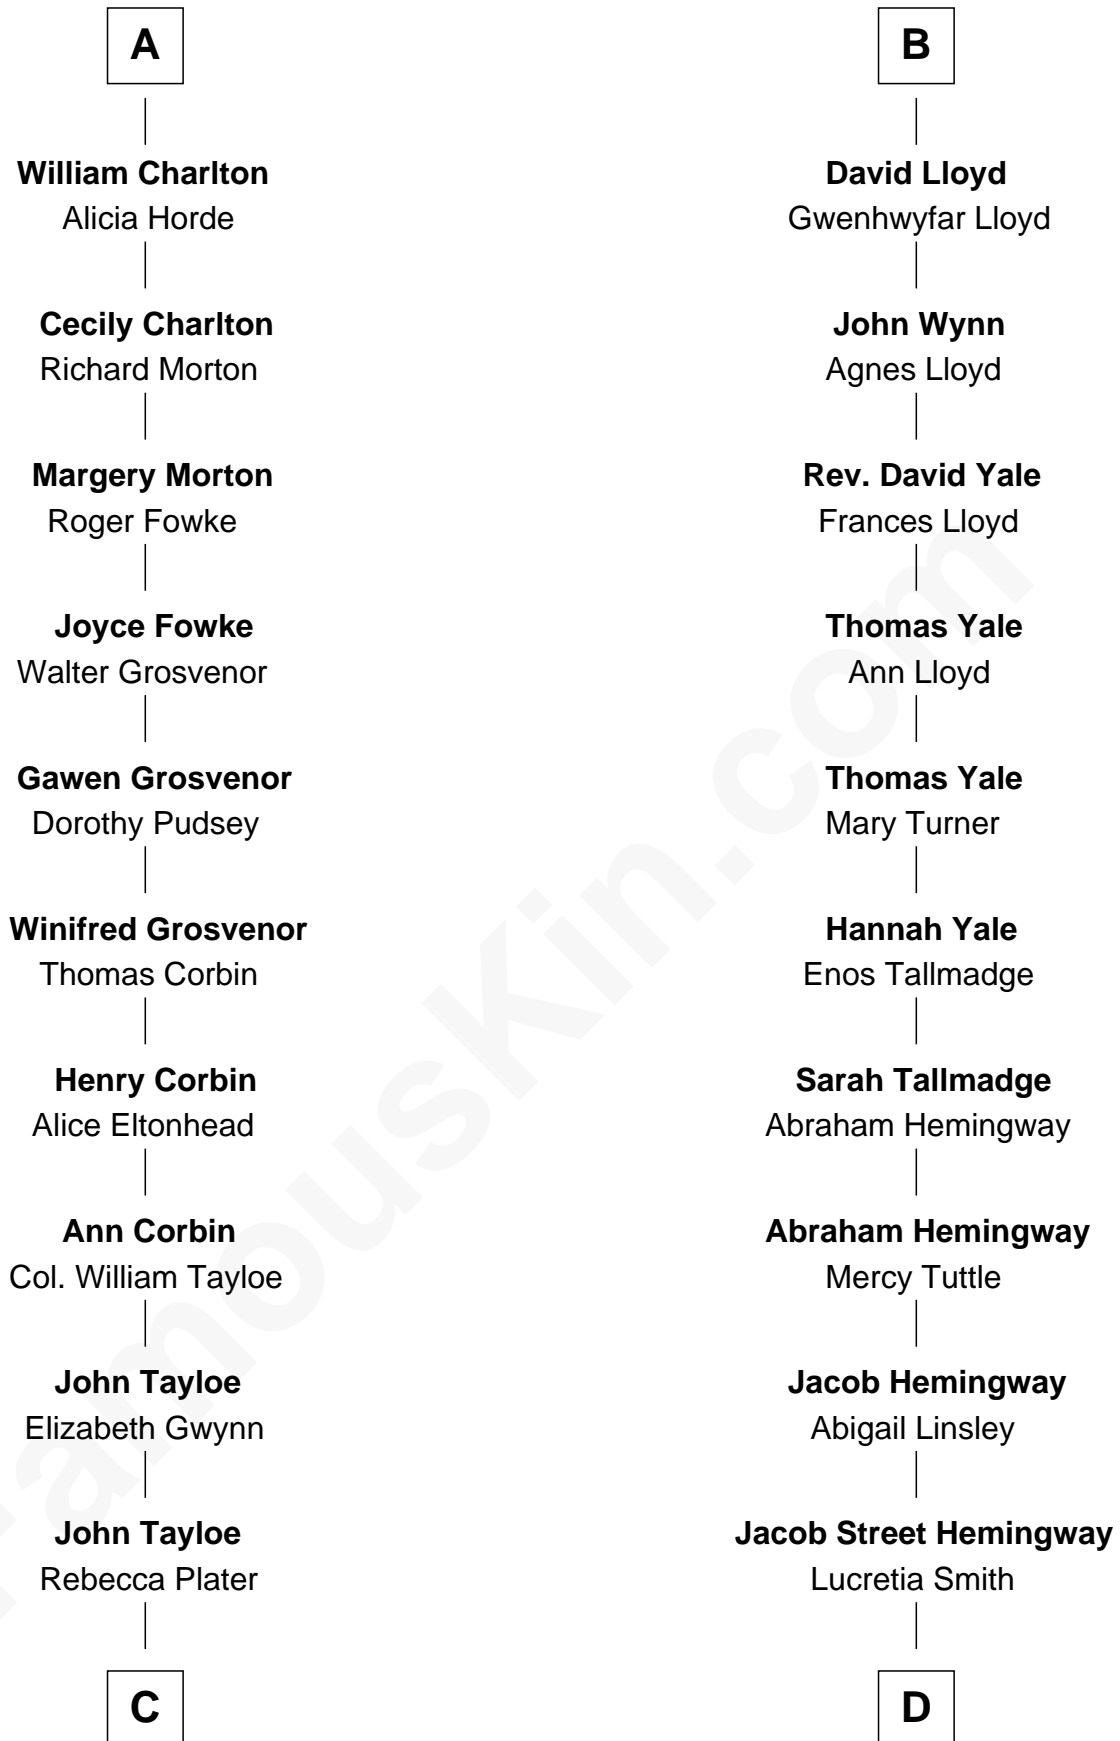 A
William Charlton
Alicia Horde
Cecily Charlton
Richard Morton
Margery Morton
Roger Fowke
Joyce Fowke
Walter Grosvenor
Gawen Grosvenor
Dorothy Pudsey
Winifred Grosvenor
Thomas Corbin
Henry Corbin
Alice Eltonhead
Ann Corbin
Col. William Tayloe
John Tayloe
Elizabeth Gwynn
John Tayloe
Rebecca Plater
C
B
David Lloyd
Gwenhwyfar Lloyd
John Wynn
Agnes Lloyd
Rev. David Yale
Frances Lloyd
Thomas Yale
Ann Lloyd
Thomas Yale
Mary Turner
Hannah Yale
Enos Tallmadge
Sarah Tallmadge
Abraham Hemingway
Abraham Hemingway
Mercy Tuttle
Jacob Hemingway
Abigail Linsley
Jacob Street Hemingway
Lucretia Smith
D
FamousKin.com